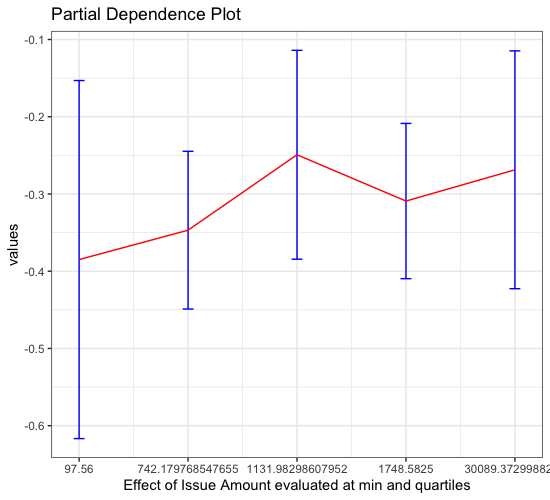 Partial Dependence Plot
values
-0.1
-0.2
-0.3
-0.4
-0.5
-0.6
97.56 742.179768547655 1131.98298607952 1748.5825 30089.37299882
Effect of Issue Amount evaluated at min and quartiles